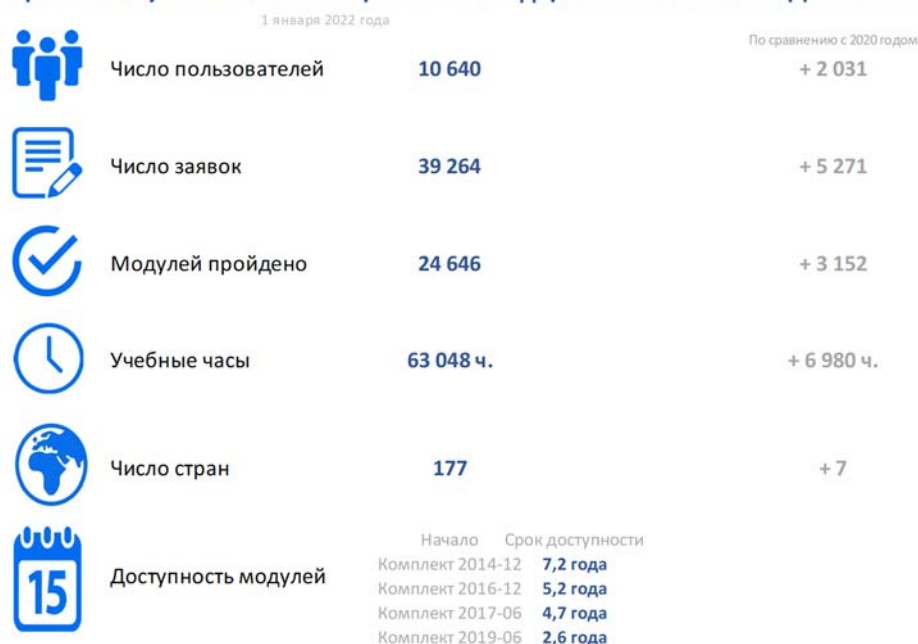 1 января 2022 года
По сравнению с 2020 годом
Число пользователей 10 640 + 2 031
Число заявок 39 264 + 5 271
Модулей пройдено 24 646 + 3 152
Учебные часы 63 048 ч. + 6 980 ч.
Число стран 177 + 7
Начало Срок доступности
Комплект 2014-12 7,2 года
Доступность модулей
15
Комплект 2016-12 5,2 года
Комплект 2017-06 4,7 года
Комплект 2019-06 2,6 года